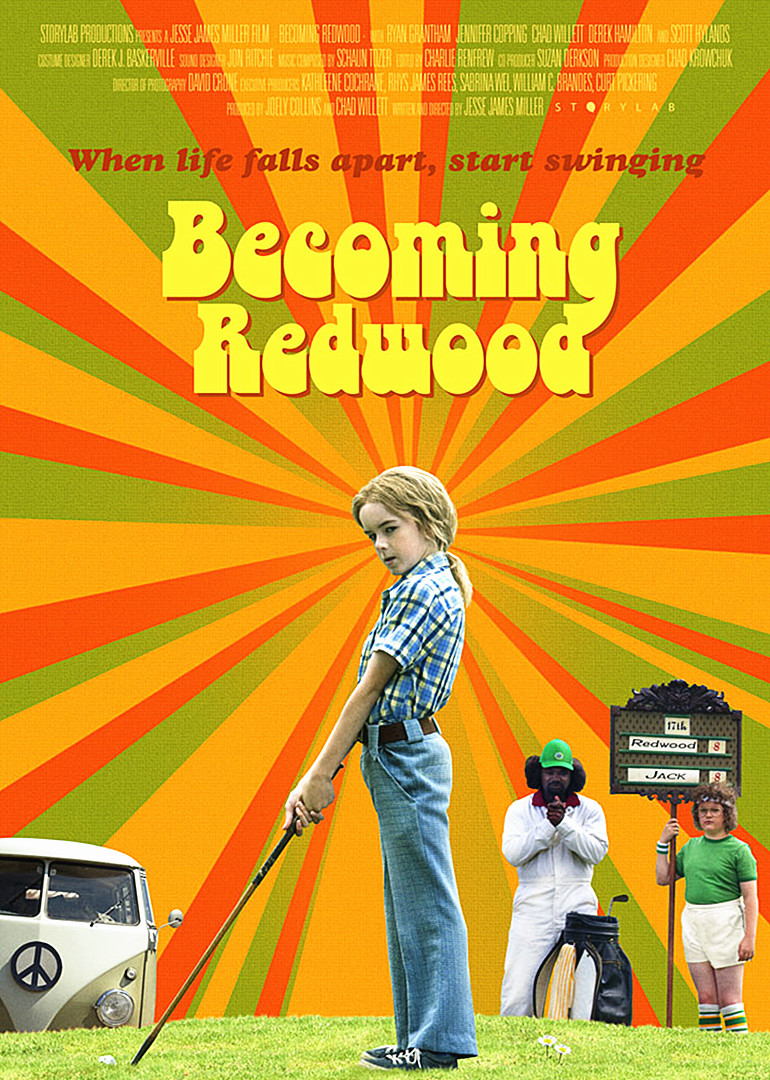 STORYLAB PRODUCTIONS PRESENTS A JESSE JAMES MILLER FILM - BECOMING REDWOOD - WITH RYAN GRANTHAM JENNIFER COPPING CHAD WILLETT DEREK HAMILTON AND SCOTT HYLANDS
COSTUME DESIGNER DEREK J. BASKERVILLE SOUND DESIGNER JON RITCHIE MUSIC COMPOSED BY SCHAUN TOZER EDITED BY CHARLIE RENFREW CO PRODUCER SUZAN DERKSON PRODUCTION DESIGNER CHAD KROWCHUK
DIRECTOR OF PHOTOGRAPHY DAVID CRONE EXECUTIVE PRODUCERS KATHLEENE COCHRANE, RHYS JAMES REES, SABRINA WEI, WILLIAM C. BRANDES, CURT PICKERING
PRODUCED BY JOELY COLLINS AND CHAD WILLETT WRITTEN AND DIRECTED BY JESSE JAMES MILLER STORYLAB
When life falls apart, start swinging
Becoming
Redwood
17th
Redwood 8
JACK 8